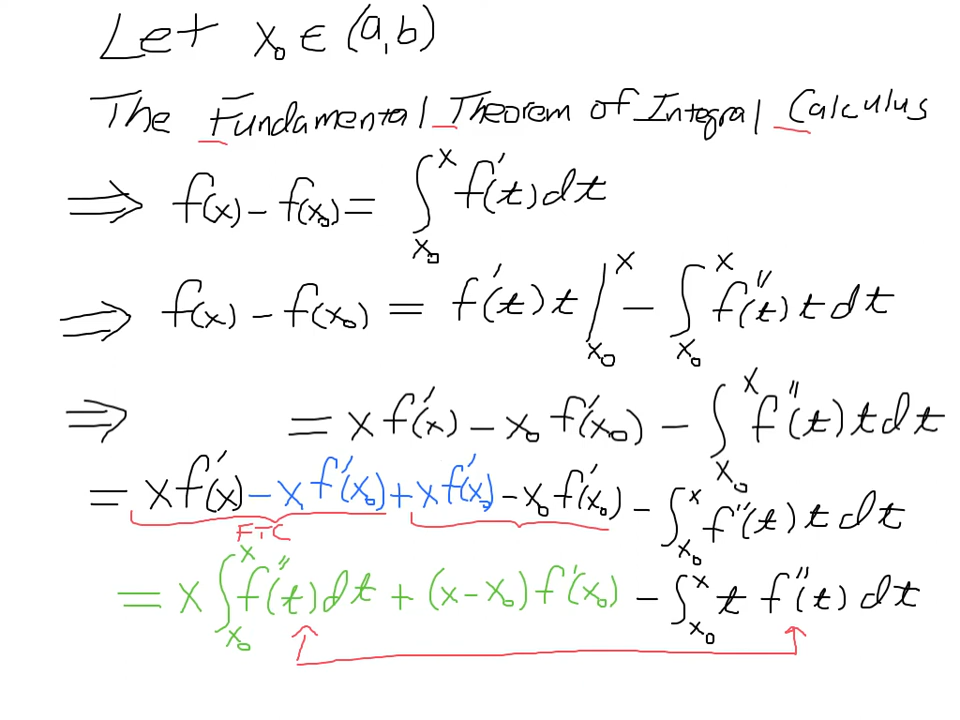 Let x₀ ∈ (a,b)
The Fundamental Theorem of Integral Calculus
⟹ f(x) - f(x₀) = ∫_{x₀}^{x} f'(t) dt
⟹ f(x) - f(x₀) = f'(t) t |_{x₀}^{x} - ∫_{x₀}^{x} f''(t) t dt
⟹ = x f'(x) - x₀ f'(x₀) - ∫_{x₀}^{x} f''(t) t dt
= x f'(x) - x f'(x₀) + x f'(x₀) - x₀ f'(x₀) - ∫_{x₀}^{x} f''(t) t dt
FTC
= x ∫_{x₀}^{x} f''(t) dt + (x - x₀) f'(x₀) - ∫_{x₀}^{x} t f''(t) dt